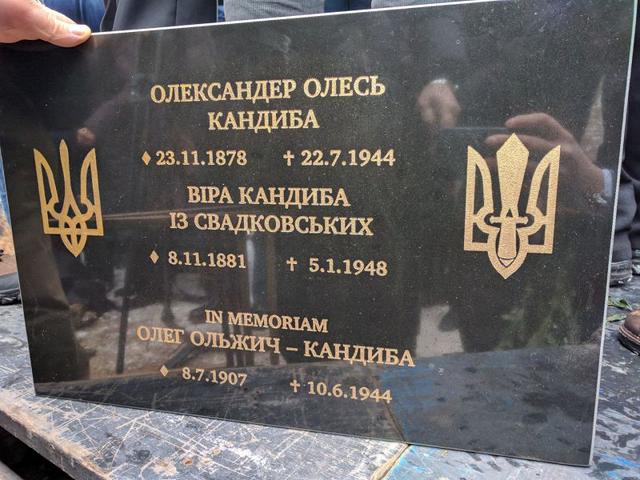 ОЛЕКСАНДЕР ОЛЕСЬ
КАНДИБА
♦ 23.11.1878 ✝ 22.7.1944
ВІРА КАНДИБА
ІЗ СВАДКОВСЬКИХ
♦ 8.11.1881 ✝ 5.1.1948
IN MEMORIAM
ОЛЕГ ОЛЬЖИЧ – КАНДИБА
♦ 8.7.1907 ✝ 10.6.1944